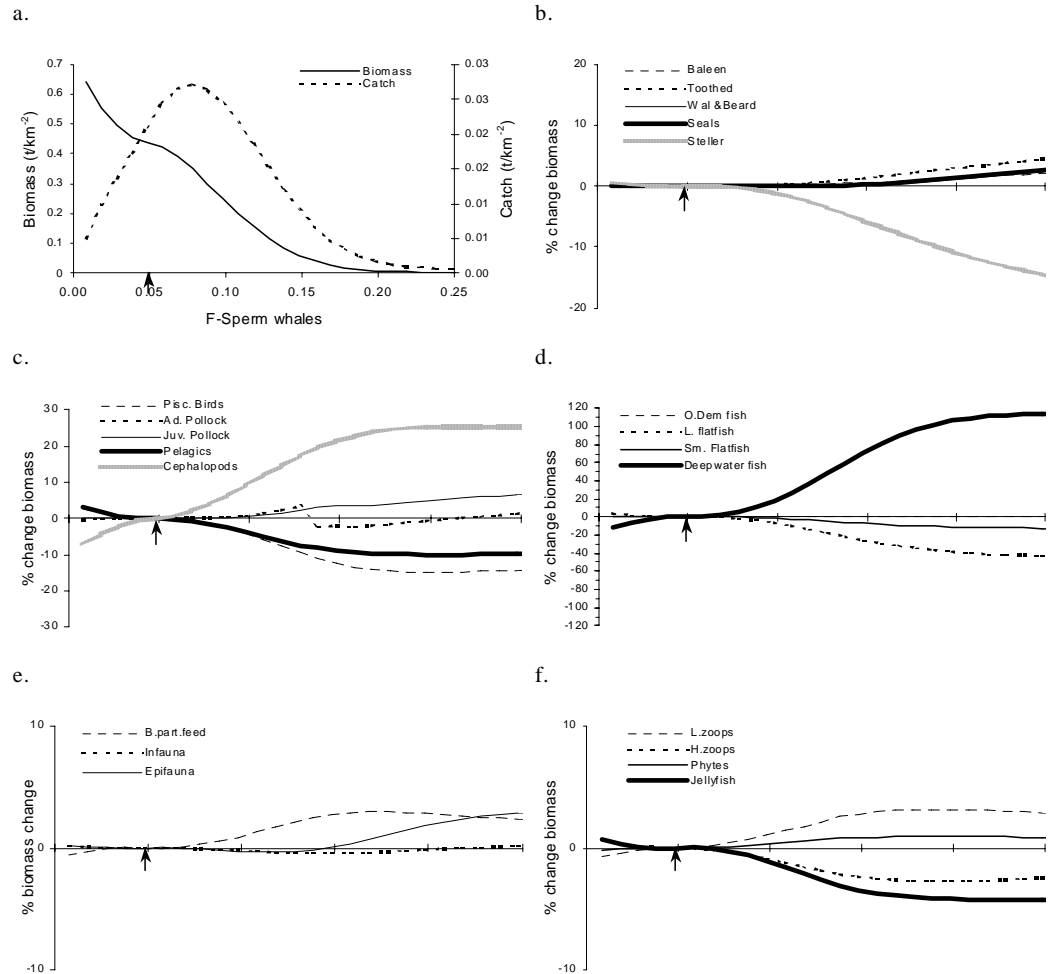 a.
Biomass
Catch
0.7
0.6
0.5
0.4
0.3
0.2
0.1
0
Biomass (t/km-2)
0.03
0.03
0.02
0.02
0.01
0.01
0.00
Catch (t/km-2)
0.00
0.05
0.10
0.15
0.20
0.25
F-Sperm whales
b.
Baleen
Toothed
Wal &Beard
Seals
Steller
20
10
0
-10
-20
% change biomass
c.
Pisc. Birds
Ad. Pollock
Juv. Pollock
Pelagics
Cephalopods
30
20
10
0
-10
-20
-30
% change biomass
d.
O.Dem fish
L. flatfish
Sm. Flatfish
Deepwater fish
120
100
80
60
40
20
0
-20
-40
-60
-80
-100
-120
% change biomass
e.
B.part.feed
Infauna
Epifauna
10
0
-10
% biomass change
f.
L.zoops
H.zoops
Phytes
Jellyfish
10
0
-10
% change biomass